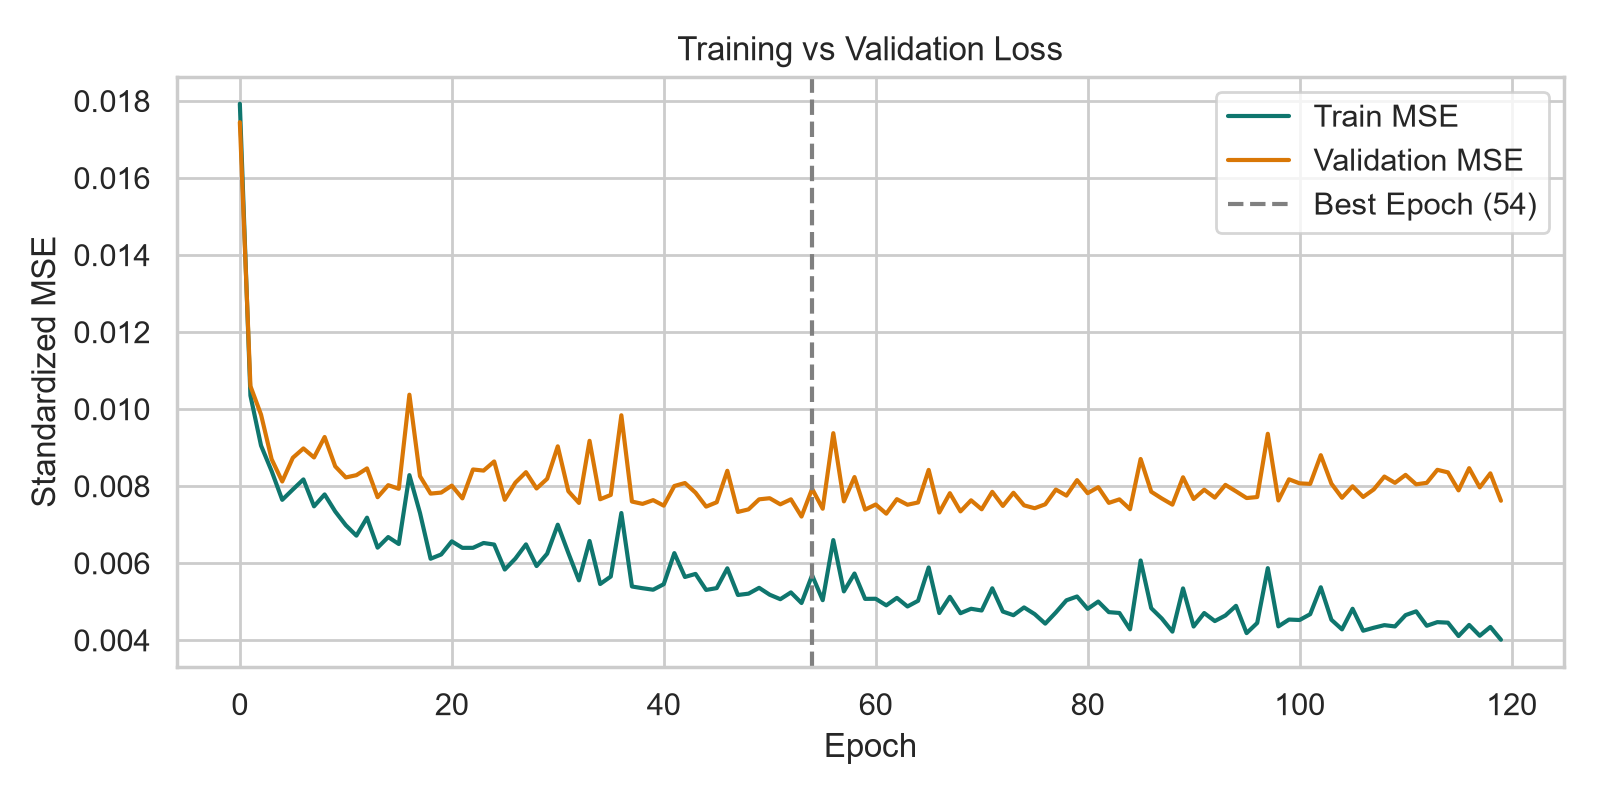 Training vs Validation Loss
Train MSE
Validation MSE
Best Epoch (54)
Standardized MSE
0.018
0.016
0.014
0.012
0.010
0.008
0.006
0.004
0 20 40 60 80 100 120
Epoch